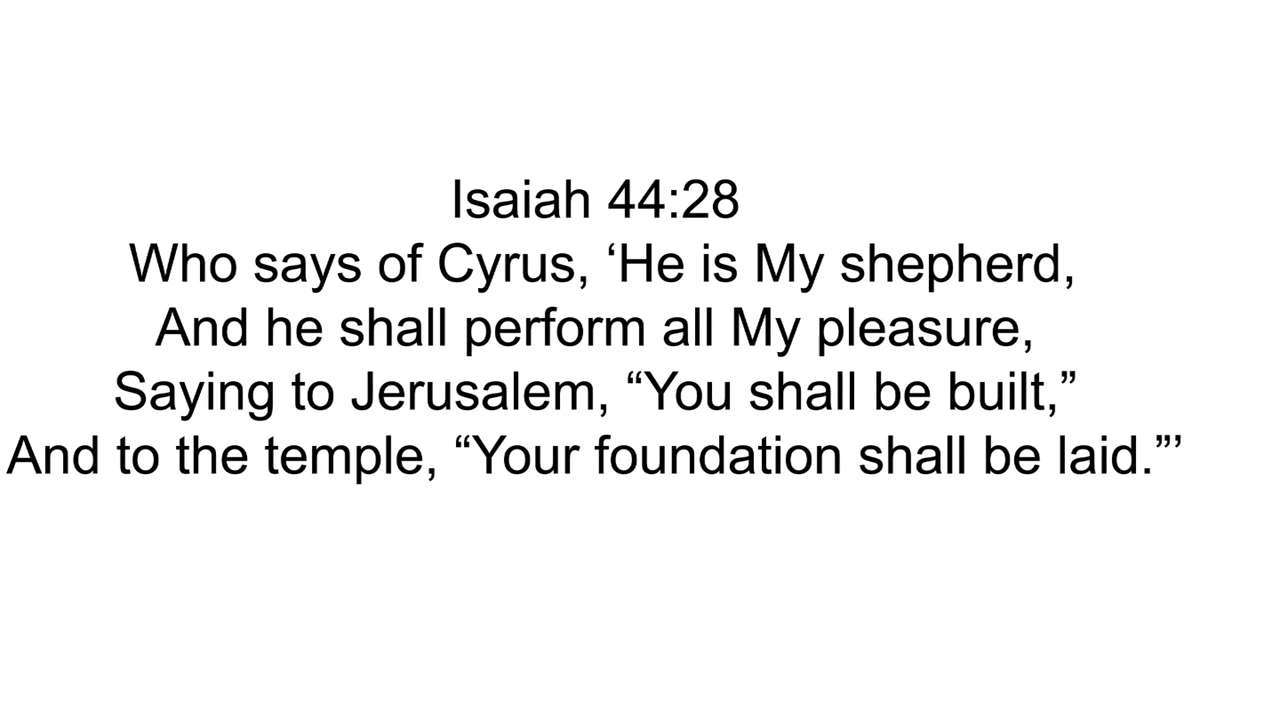 Isaiah 44:28
Who says of Cyrus, ‘He is My shepherd,
And he shall perform all My pleasure,
Saying to Jerusalem, “You shall be built,”
And to the temple, “Your foundation shall be laid.”’